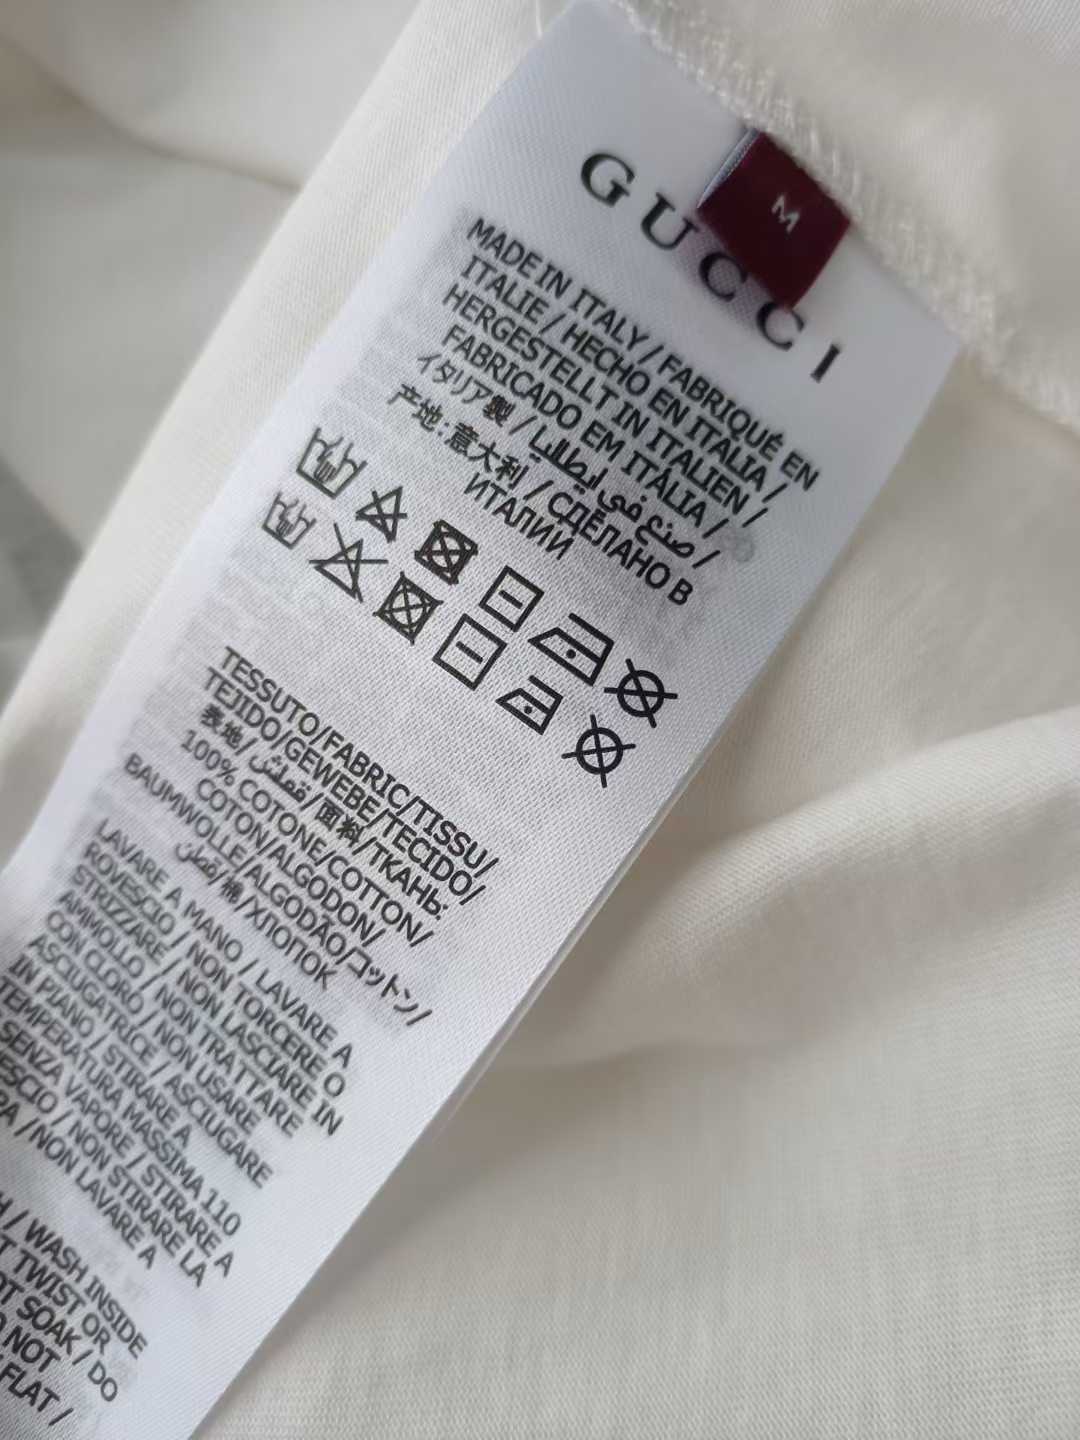 M
GUCCI
MADE IN ITALY / FABRIQUÉ EN
ITALIE / HECHO EN ITALIA /
HERGESTELLT IN ITALIEN /
FABRICADO EM ITÁLIA /
イタリア製 / صنع في ايطاليا /
产地:意大利 / СДЕЛАНО В
ИТАЛИИ
TESSUTO/FABRIC/TISSU/
TEJIDO/GEWEBE/TECIDO/
表地/قماش/面料/ТКАНЬ:
100% COTONE/COTTON/
COTON/ALGODON/
BAUMWOLLE/ALGODÃO/コットン/
قطن/棉/ХЛОПОК
LAVARE A MANO / LAVARE A
ROVESCIO / NON TORCERE O
STRIZZARE / NON LASCIARE IN
AMMOLLO / NON TRATTARE
CON CLORO / NON USARE
ASCIUGATRICE / ASCIUGARE
IN PIANO / STIRARE A
TEMPERATURA MASSIMA 110
SENZA VAPORE / STIRARE A
ESCIO / NON STIRARE LA
PA / NON LAVARE A
H / WASH INSIDE
T TWIST OR
OT SOAK / DO
O NOT
FLAT /